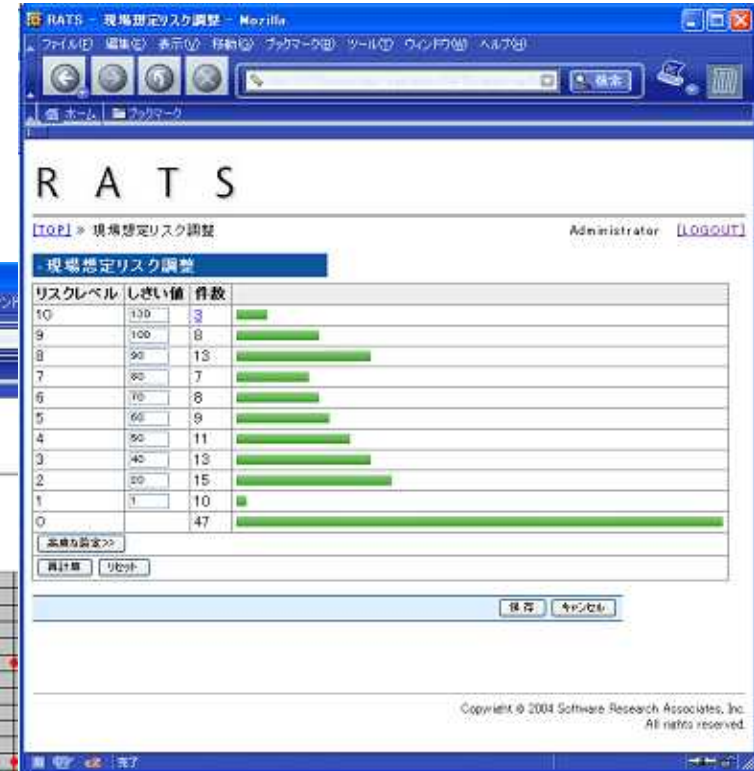 RATS - 現場想定リスク調整 - Mozilla
ファイル(F) 編集(E) 表示(V) 移動(G) ブックマーク(B) ツール(T) ウィンドウ(W) ヘルプ(H)
検索
ホーム ブックマーク
RATS
[TOP] » 現場想定リスク調整 Administrator [LOGOUT]
現場想定リスク調整
リスクレベル しきい値 件数
10 130 3
9 100 8
8 90 13
7 80 7
6 70 8
5 60 9
4 50 11
3 40 13
2 20 15
1 1 10
0 47
高度な設定>>
再計算 リセット
保存 キャンセル
Copyright © 2004 Software Research Associates, Inc.
All rights reserved.
完了